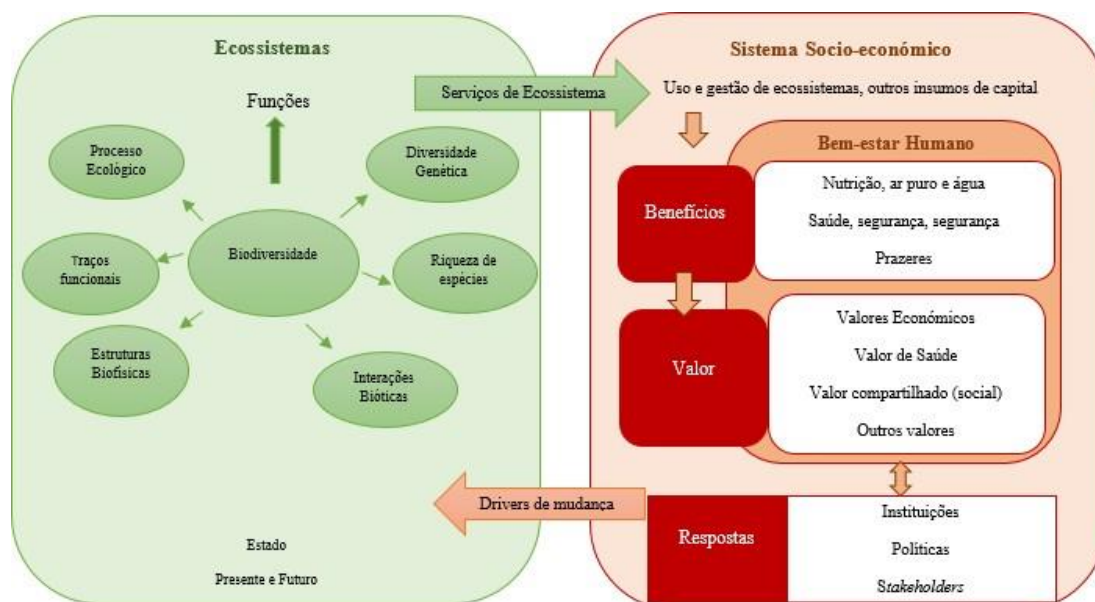 Ecossistemas
Funções
Processo
Ecológico
Diversidade
Genética
Biodiversidade
Traços
funcionais
Riqueza de
espécies
Estruturas
Biofísicas
Interações
Bióticas
Estado
Presente e Futuro
Serviços de Ecossistema
Drivers de mudança
Sistema Socio-económico
Uso e gestão de ecossistemas, outros insumos de capital
Bem-estar Humano
Benefícios
Nutrição, ar puro e água
Saúde, segurança, segurança
Prazeres
Valor
Valores Económicos
Valor de Saúde
Valor compartilhado (social)
Outros valores
Respostas
Instituições
Políticas
Stakeholders